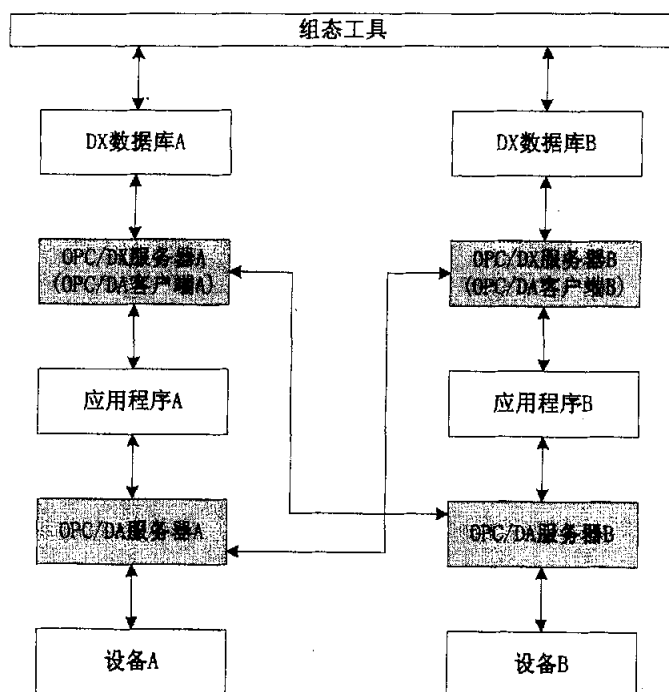 组态工具
DX数据库A
DX数据库B
OPC/DX服务器A
(OPC/DA客户端A)
OPC/DX服务器B
(OPC/DA客户端B)
应用程序A
应用程序B
OPC/DA服务器A
OPC/DA服务器B
设备A
设备B